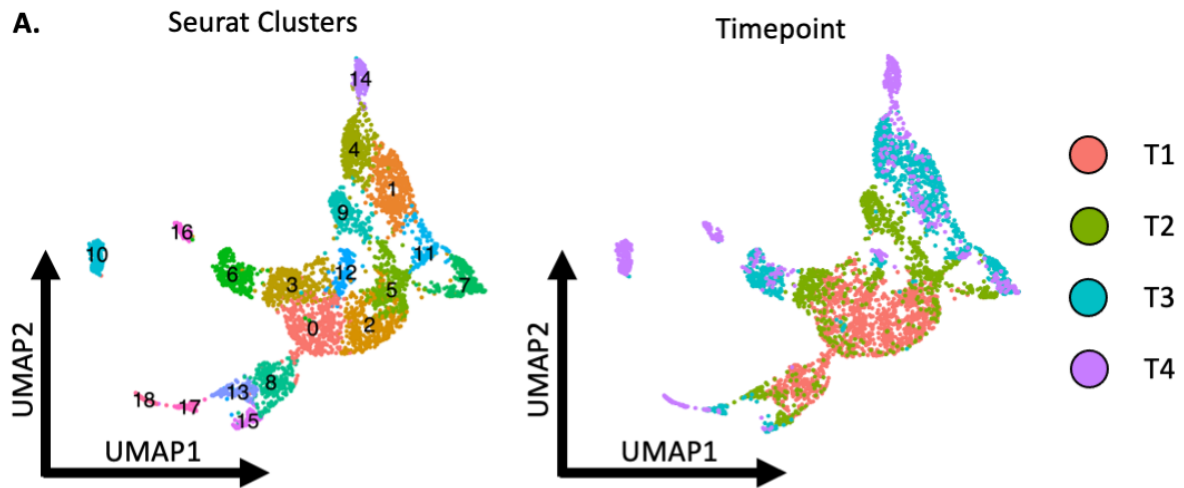 A.
Seurat Clusters
Timepoint
14
4
1
9
16
10
11
6
12
7
3
5
0
2
8
13
18
17
15
UMAP2
UMAP1
UMAP2
UMAP1
T1
T2
T3
T4